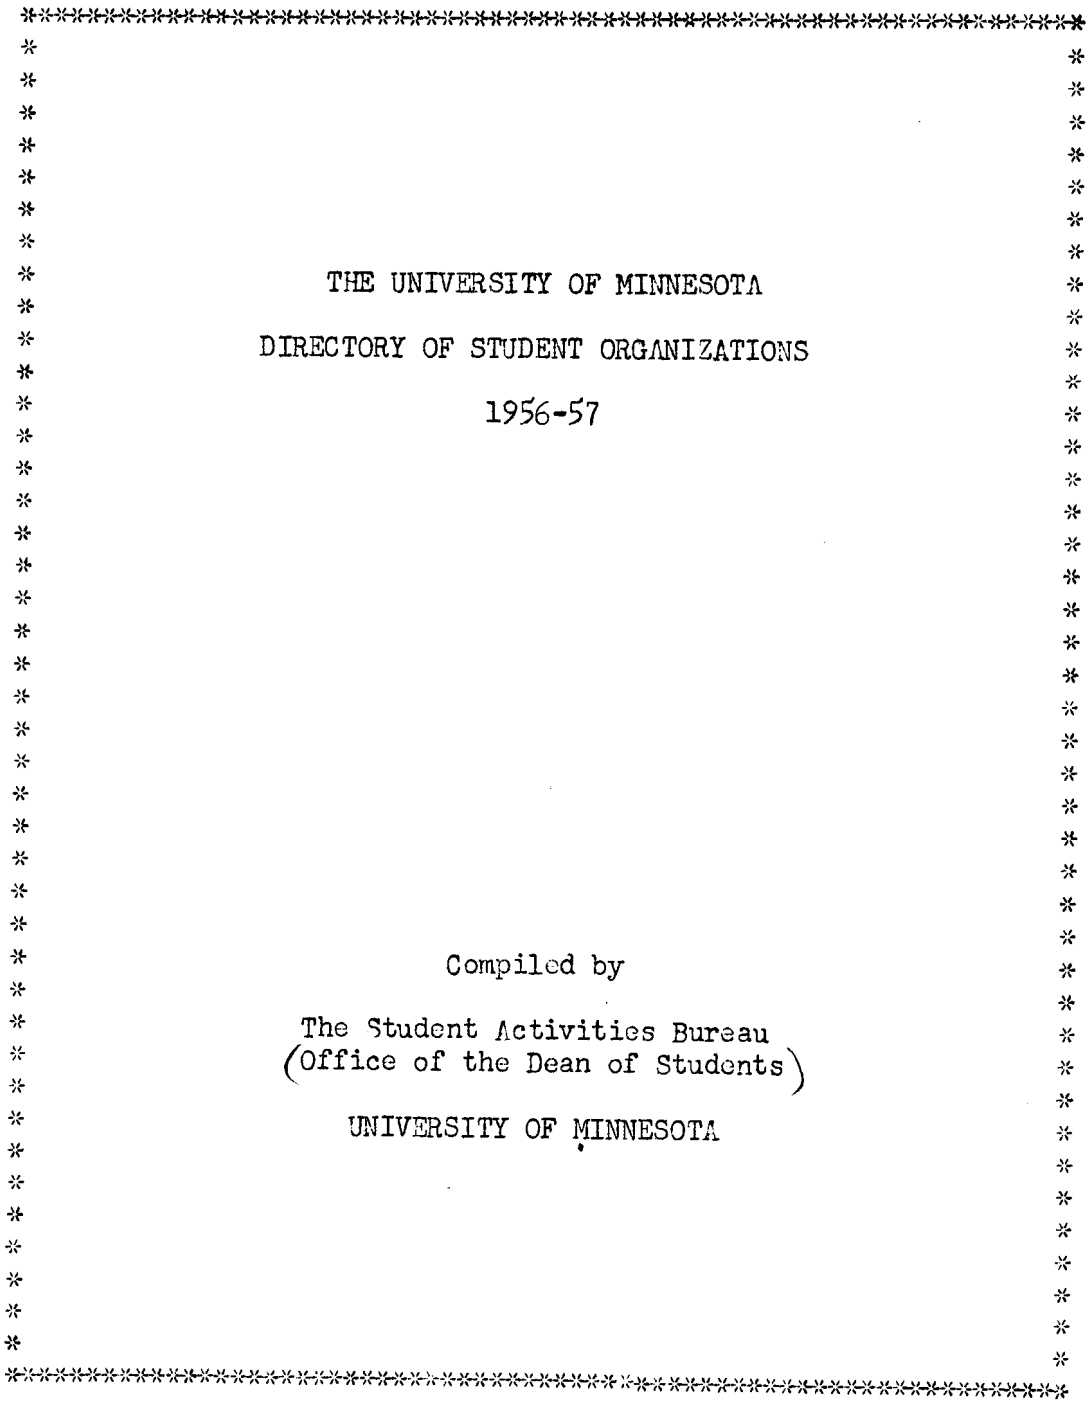 THE UNIVERSITY OF MINNESOTA
DIRECTORY OF STUDENT ORGANIZATIONS
1956-57
Compiled by
The Student Activities Bureau
(Office of the Dean of Students)
UNIVERSITY OF MINNESOTA